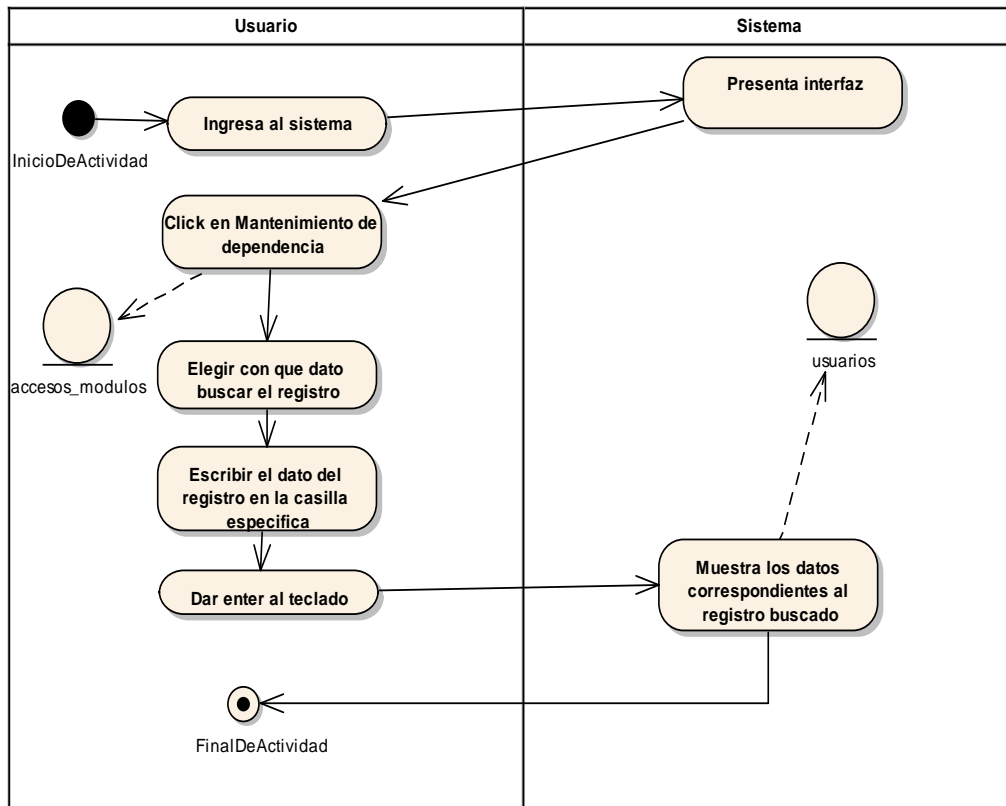 Usuario
Sistema
Presenta interfaz
Ingresa al sistema
InicioDeActividad
Click en Mantenimiento de
dependencia
accesos_modulos
usuarios
Elegir con que dato
buscar el registro
Escribir el dato del
registro en la casilla
especifica
Dar enter al teclado
Muestra los datos
correspondientes al
registro buscado
FinalDeActividad